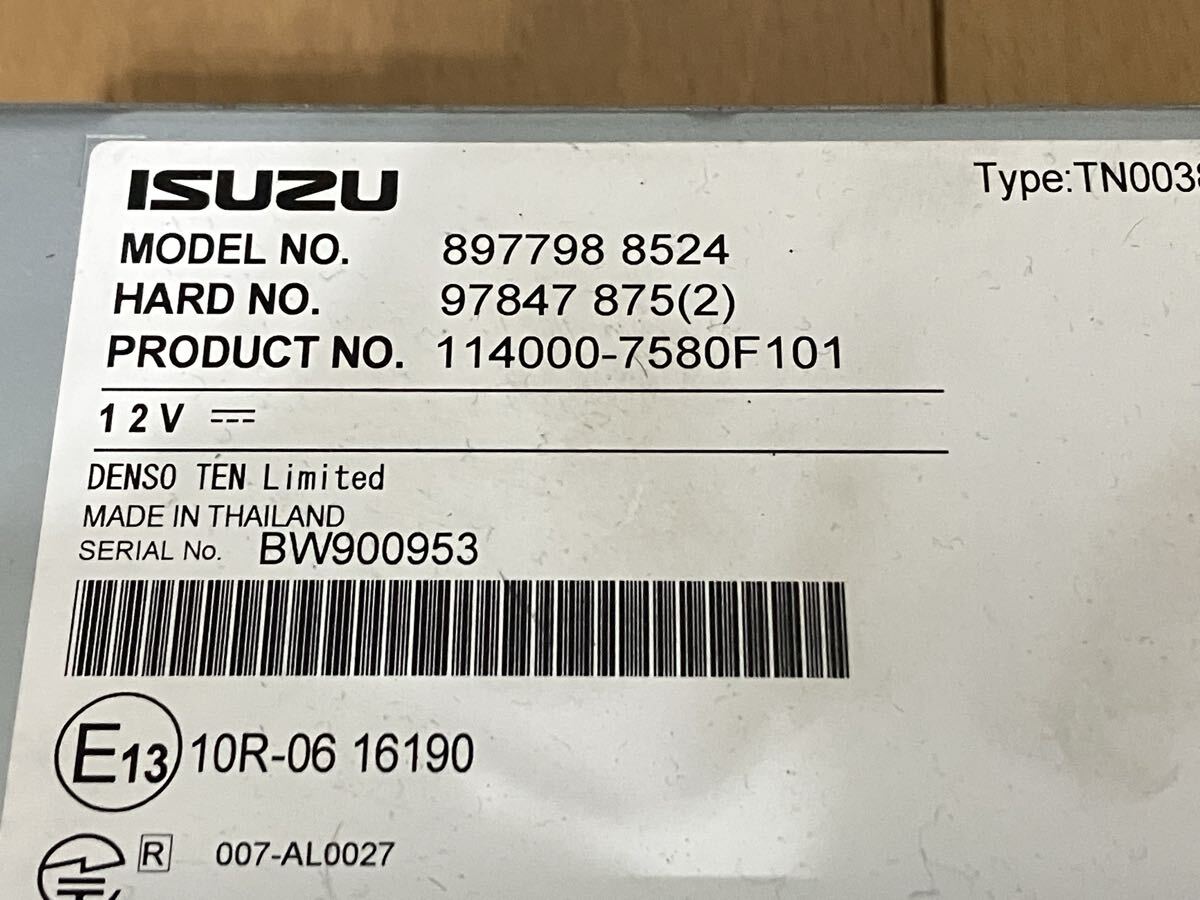 ISUZU
Type:TN0038
MODEL NO. 897798 8524
HARD NO. 97847 875(2)
PRODUCT NO. 114000-7580F101
12V
DENSO TEN Limited
MADE IN THAILAND
SERIAL No. BW900953
E13 10R-06 16190
R 007-AL0027